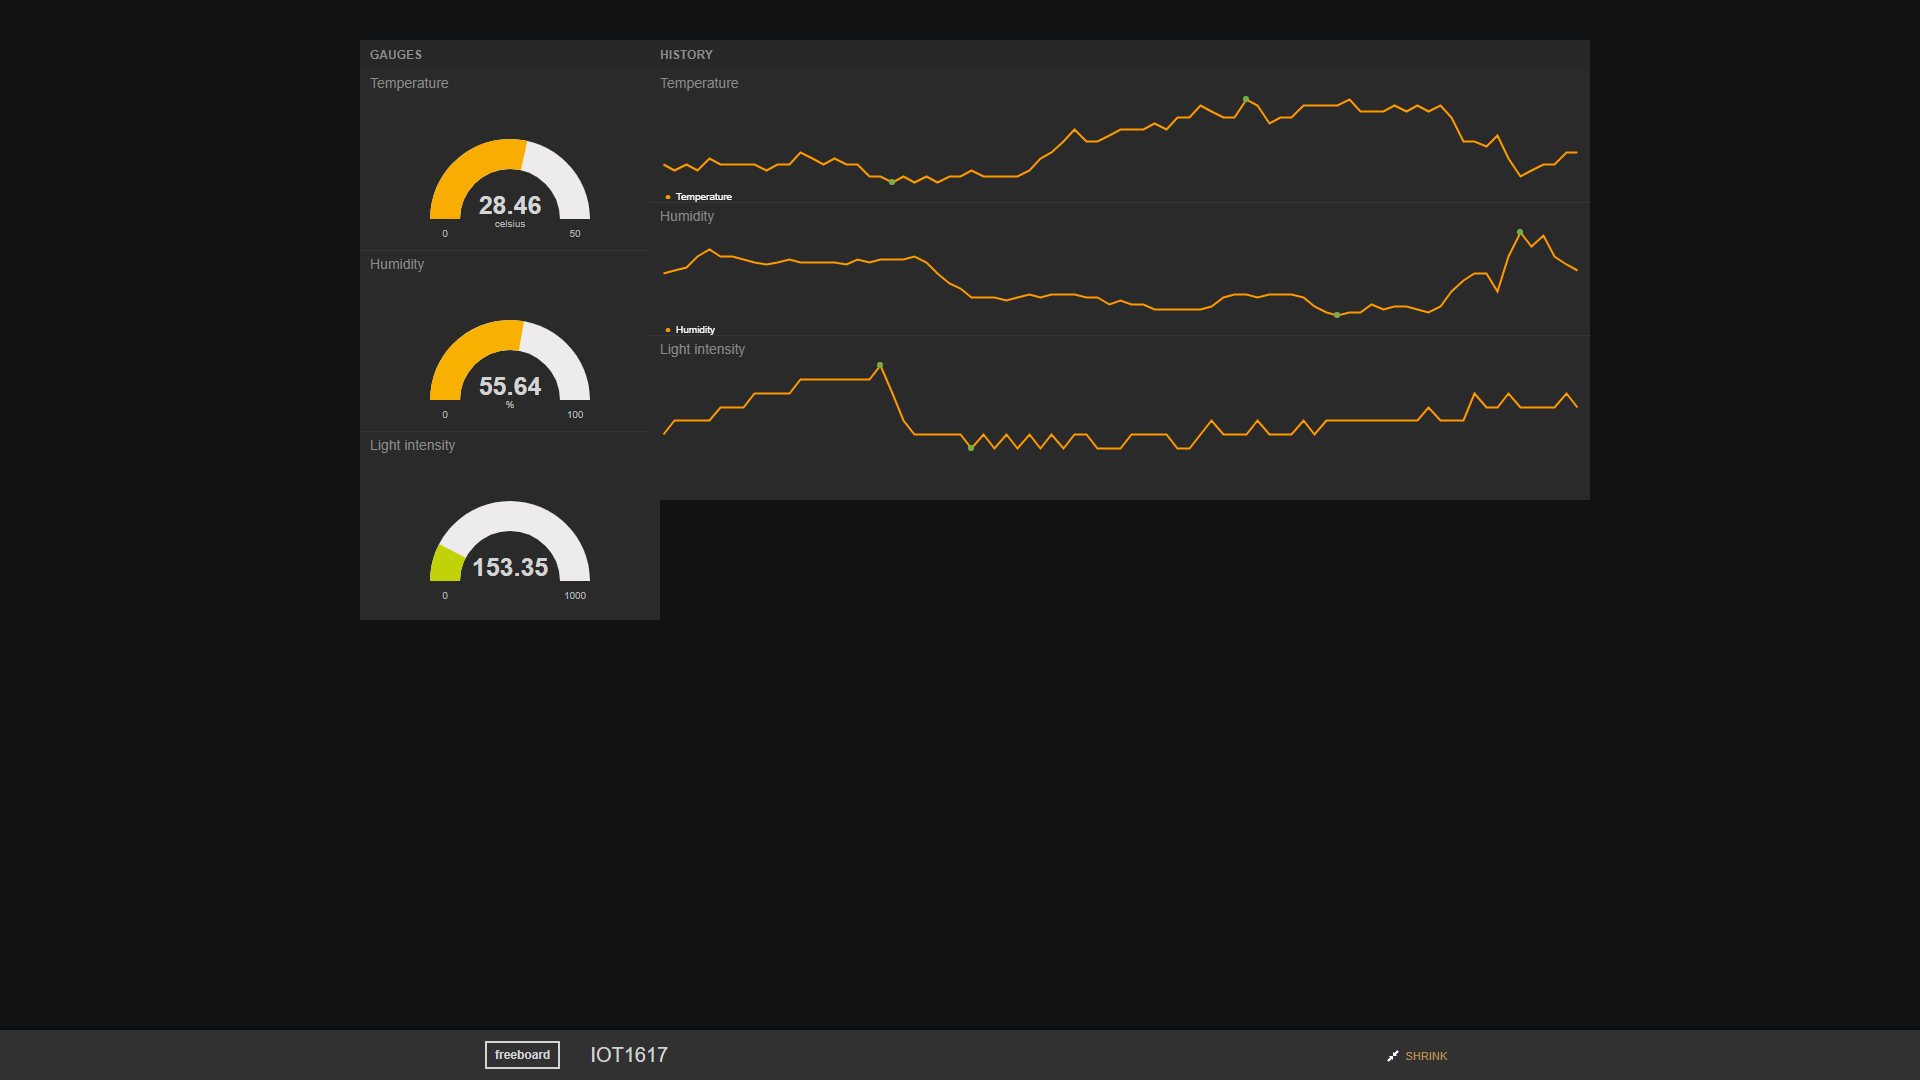 GAUGES
Temperature
28.46
celsius
0 50
Humidity
55.64
%
0 100
Light intensity
153.35
0 1000
HISTORY
Temperature
Temperature
Humidity
Humidity
Light intensity
freeboard IOT1617 SHRINK